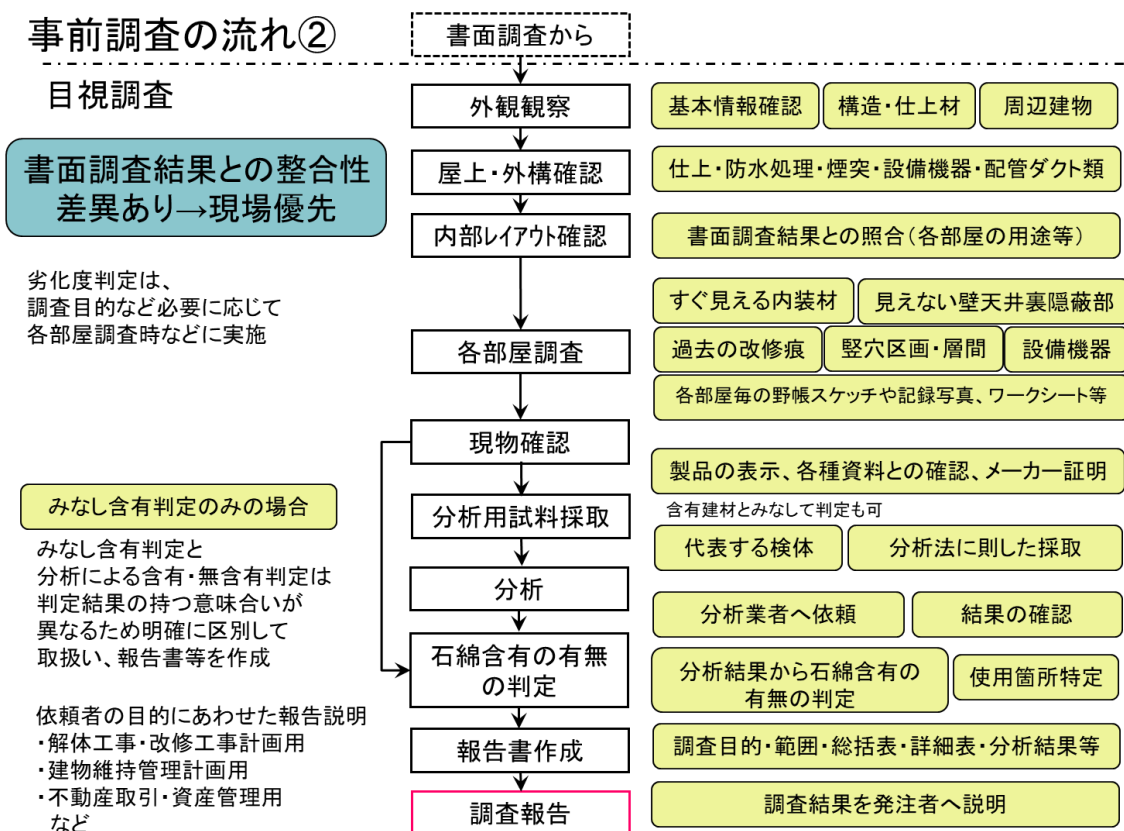 事前調査の流れ②
書面調査から
目視調査
外観観察
基本情報確認
構造・仕上材
周辺建物
書面調査結果との整合性
差異あり→現場優先
屋上・外構確認
仕上・防水処理・煙突・設備機器・配管ダクト類
内部レイアウト確認
書面調査結果との照合(各部屋の用途等)
劣化度判定は、
調査目的など必要に応じて
各部屋調査時などに実施
すぐ見える内装材
見えない壁天井裏隠蔽部
各部屋調査
過去の改修痕
竪穴区画・層間
設備機器
各部屋毎の野帳スケッチや記録写真、ワークシート等
現物確認
製品の表示、各種資料との確認、メーカー証明
みなし含有判定のみの場合
分析用試料採取
含有建材とみなして判定も可
代表する検体
分析法に則した採取
みなし含有判定と
分析による含有・無含有判定は
判定結果の持つ意味合いが
異なるため明確に区別して
取扱い、報告書等を作成
分析
分析業者へ依頼
結果の確認
石綿含有の有無
の判定
分析結果から石綿含有の
有無の判定
使用箇所特定
依頼者の目的にあわせた報告説明
・解体工事・改修工事計画用
・建物維持管理計画用
・不動産取引・資産管理用
など
報告書作成
調査目的・範囲・総括表・詳細表・分析結果等
調査報告
調査結果を発注者へ説明